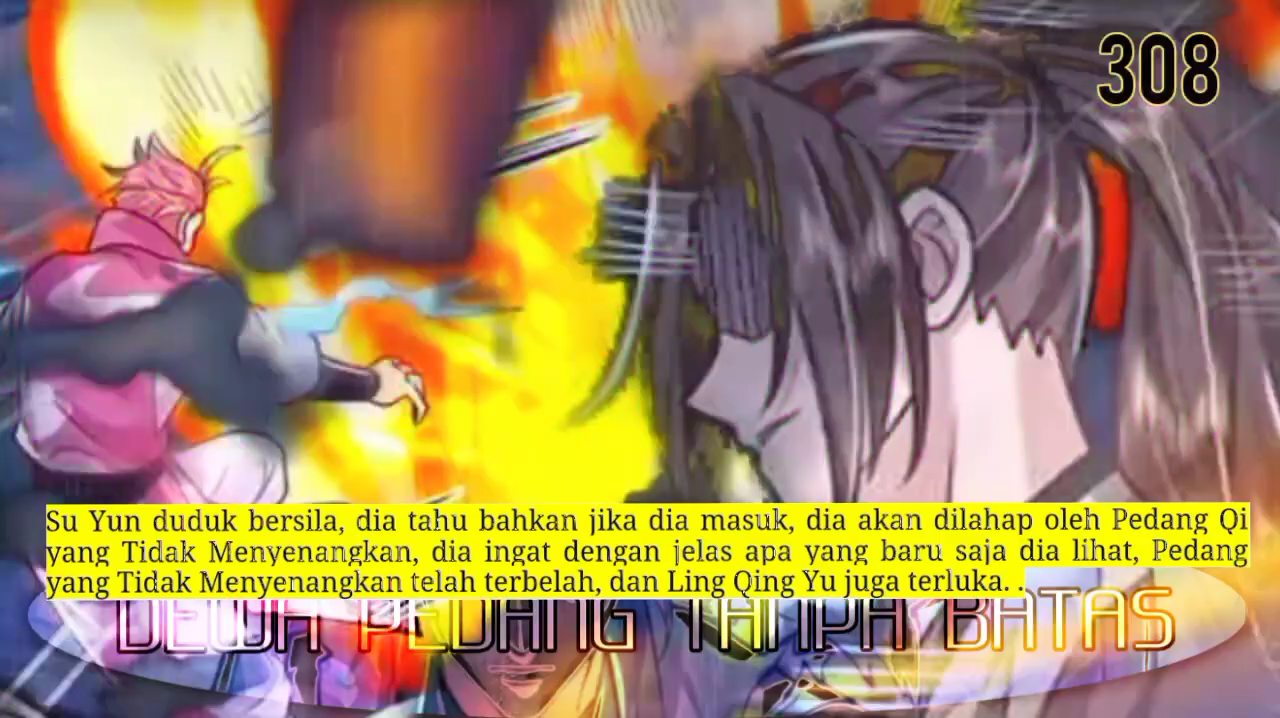 308
Su Yun duduk bersila, dia tahu bahkan jika dia masuk, dia akan dilahap oleh Pedang Qi
yang Tidak Menyenangkan, dia ingat dengan jelas apa yang baru saja dia lihat, Pedang
yang Tidak Menyenangkan telah terbelah, dan Ling Qing Yu juga terluka. .
DEWA PEDANG TANPA BATAS